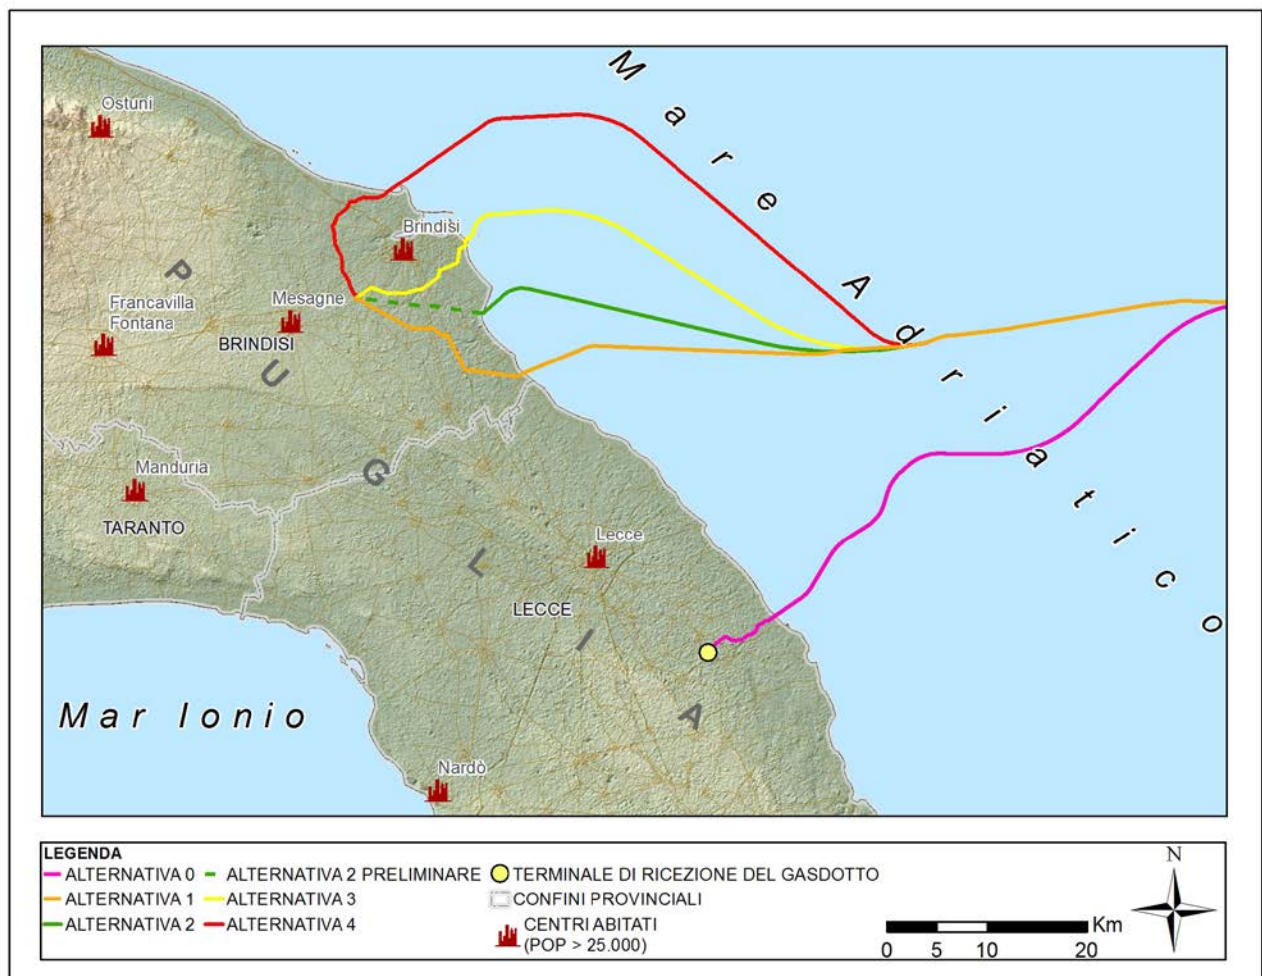 Mare Adriatico
Ostuni
Brindisi
Francavilla
Fontana
Mesagne
BRINDISI
PUGLIA
Manduria
TARANTO
Lecce
LECCE
Mar Ionio
Nardò
LEGENDA
ALTERNATIVA 0
ALTERNATIVA 1
ALTERNATIVA 2
ALTERNATIVA 2 PRELIMINARE
ALTERNATIVA 3
ALTERNATIVA 4
TERMINALE DI RICEZIONE DEL GASDOTTO
CONFINI PROVINCIALI
CENTRI ABITATI
(POP > 25.000)
N
Km
0 5 10 20